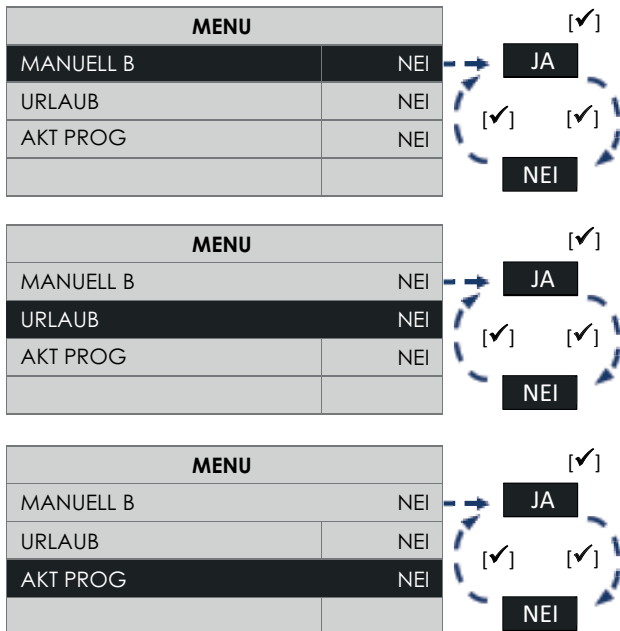 MENU [✔]
MANUELL B NEI JA
URLAUB NEI
[✔] [✔]
AKT PROG NEI
NEI
MENU [✔]
MANUELL B NEI JA
URLAUB NEI
[✔] [✔]
AKT PROG NEI
NEI
MENU [✔]
MANUELL B NEI JA
URLAUB NEI
[✔] [✔]
AKT PROG NEI
NEI